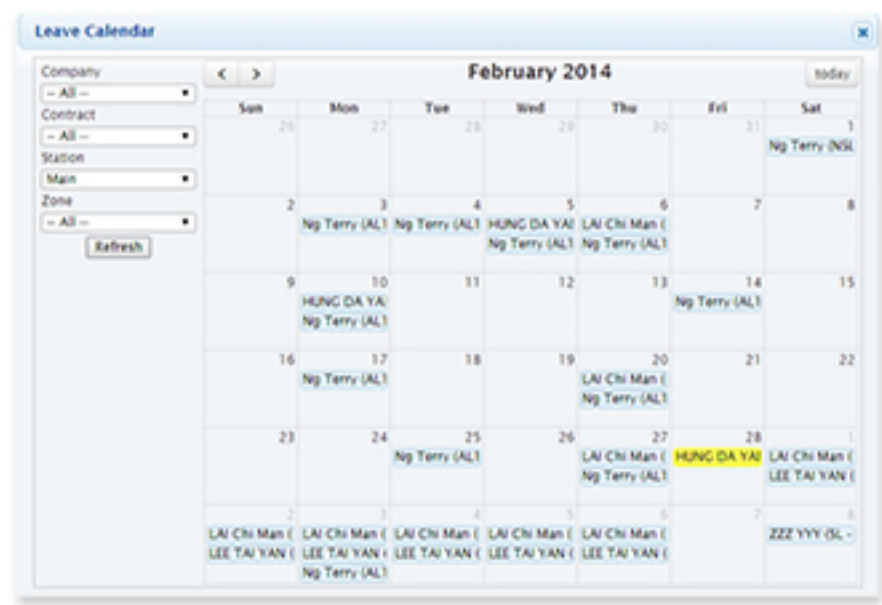 Leave Calendar
Company
-- All --
Contract
-- All --
Station
Main
Zone
-- All --
Refresh
February 2014
today
Sun Mon Tue Wed Thu Fri Sat
26 27 28 29 30 31 1
Ng Terry (NSL
2 3 4 5 6 7 8
Ng Terry (AL1 Ng Terry (AL1 HUNG DA YAI LAI Chi Man (
Ng Terry (AL1 Ng Terry (AL1
9 10 11 12 13 14 15
HUNG DA YAI Ng Terry (AL1
Ng Terry (AL1
16 17 18 19 20 21 22
Ng Terry (AL1 LAI Chi Man (
Ng Terry (AL1
23 24 25 26 27 28 1
Ng Terry (AL1 LAI Chi Man ( HUNG DA YAI LAI Chi Man (
Ng Terry (AL1 LEE TAI YAN (
2 3 4 5 6 7 8
LAI Chi Man ( LAI Chi Man ( LAI Chi Man ( LAI Chi Man ( LAI Chi Man ( ZZZ YYY (SL -
LEE TAI YAN ( LEE TAI YAN ( LEE TAI YAN ( LEE TAI YAN ( LEE TAI YAN (
Ng Terry (AL1